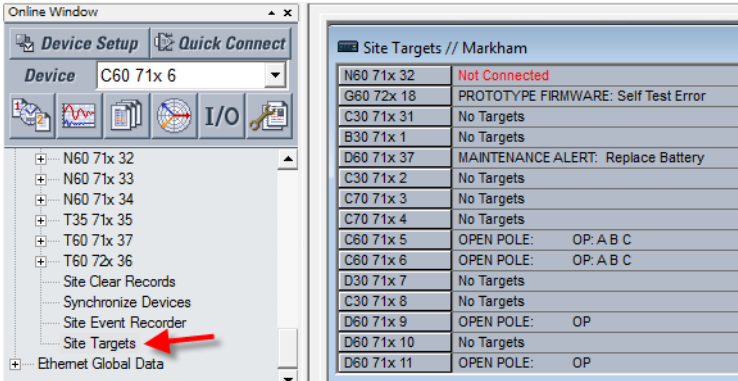 Online Window
Device Setup
Quick Connect
Device
C60 71x 6
I/O
N60 71x 32
N60 71x 33
N60 71x 34
T35 71x 35
T60 71x 37
T60 72x 36
Site Clear Records
Synchronize Devices
Site Event Recorder
Site Targets
Ethernet Global Data
Site Targets // Markham
N60 71x 32 Not Connected
G60 72x 18 PROTOTYPE FIRMWARE: Self Test Error
C30 71x 31 No Targets
B30 71x 1 No Targets
D60 71x 37 MAINTENANCE ALERT: Replace Battery
C30 71x 2 No Targets
C70 71x 3 No Targets
C70 71x 4 No Targets
C60 71x 5 OPEN POLE: OP: A B C
C60 71x 6 OPEN POLE: OP: A B C
D30 71x 7 No Targets
C30 71x 8 No Targets
D60 71x 9 OPEN POLE: OP
D60 71x 10 No Targets
D60 71x 11 OPEN POLE: OP